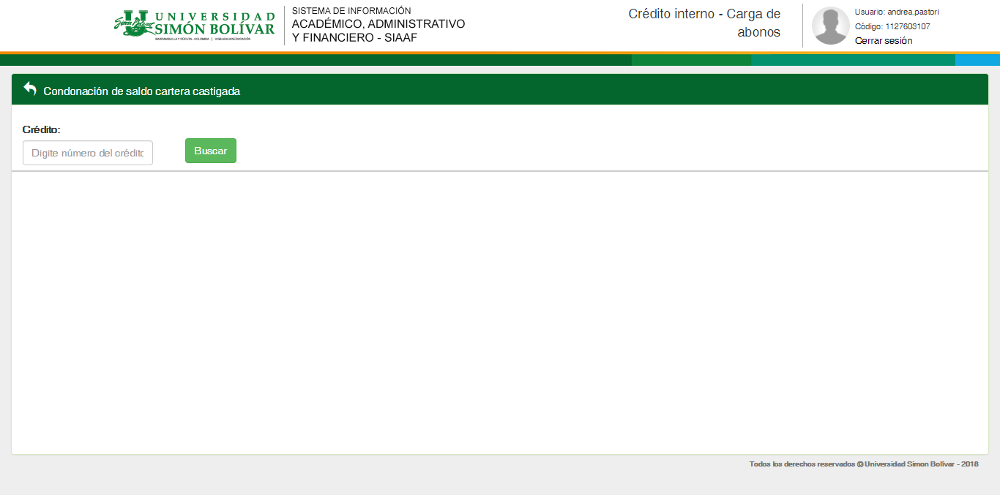 UNIVERSIDAD
SIMÓN BOLÍVAR
BARRANQUILLA Y CÚCUTA - COLOMBIA | VIGILADA MINEDUCACIÓN
SISTEMA DE INFORMACIÓN
ACADÉMICO, ADMINISTRATIVO
Y FINANCIERO - SIAAF
Crédito interno - Carga de
abonos
Usuario: andrea.pastori
Código: 1127603107
Cerrar sesión
Condonación de saldo cartera castigada
Crédito:
Digite número del crédito
Buscar
Todos los derechos reservados © Universidad Simon Bolívar - 2018